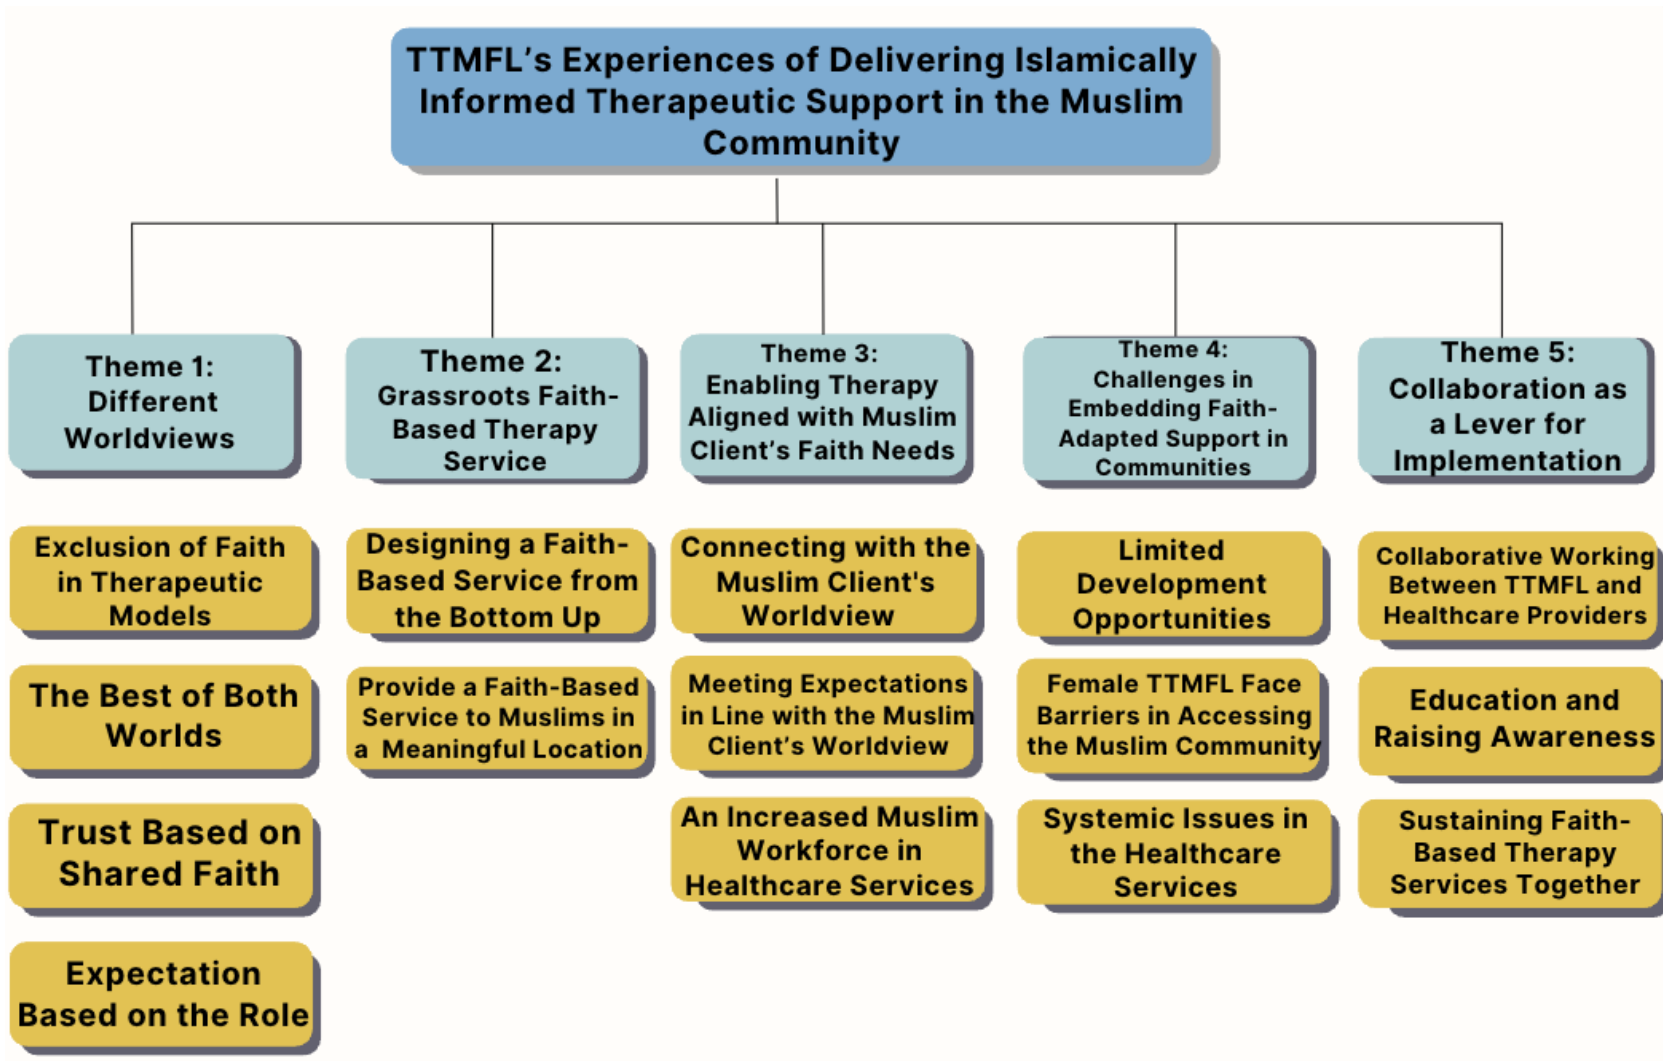 TTMFL's Experiences of Delivering Islamically
Informed Therapeutic Support in the Muslim
Community
Theme 1:
Different
Worldviews
Exclusion of Faith
in Therapeutic
Models
The Best of Both
Worlds
Trust Based on
Shared Faith
Expectation
Based on the Role
Theme 2:
Grassroots Faith-
Based Therapy
Service
Designing a Faith-
Based Service from
the Bottom Up
Provide a Faith-Based
Service to Muslims in
a Meaningful Location
Theme 3:
Enabling Therapy
Aligned with Muslim
Client's Faith Needs
Connecting with the
Muslim Client's
Worldview
Meeting Expectations
in Line with the Muslim
Client's Worldview
An Increased Muslim
Workforce in
Healthcare Services
Theme 4:
Challenges in
Embedding Faith-
Adapted Support in
Communities
Limited
Development
Opportunities
Female TTMFL Face
Barriers in Accessing
the Muslim Community
Systemic Issues in
the Healthcare
Services
Theme 5:
Collaboration as
a Lever for
Implementation
Collaborative Working
Between TTMFL and
Healthcare Providers
Education and
Raising Awareness
Sustaining Faith-
Based Therapy
Services Together